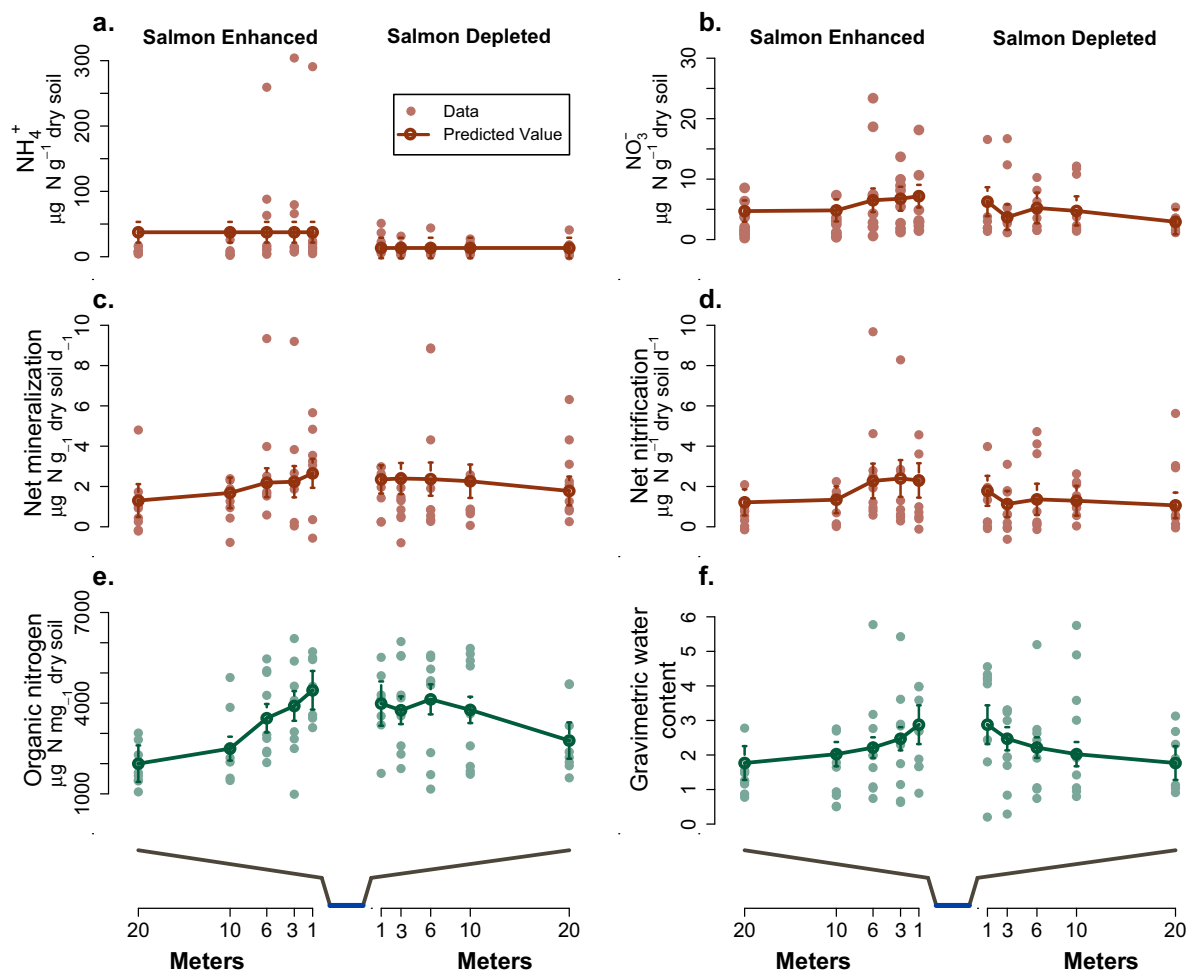 a.
Salmon Enhanced
Salmon Depleted
NH₄⁺
µg N g⁻¹ dry soil
0 100 200 300
Data
Predicted Value
b.
Salmon Enhanced
Salmon Depleted
NO₃⁻
µg N g⁻¹ dry soil
0 10 20 30
c.
Net mineralization
µg N g₋₁ dry soil d₋₁
0 2 4 6 8 10
d.
Net nitrification
µg N g₋₁ dry soil d₋₁
0 2 4 6 8 10
e.
Organic nitrogen
µg N mg₋₁ dry soil
1000 4000 7000
f.
Gravimetric water
content
0 1 2 3 4 5 6
20 10 6 3 1 1 3 6 10 20
Meters Meters
20 10 6 3 1 1 3 6 10 20
Meters Meters